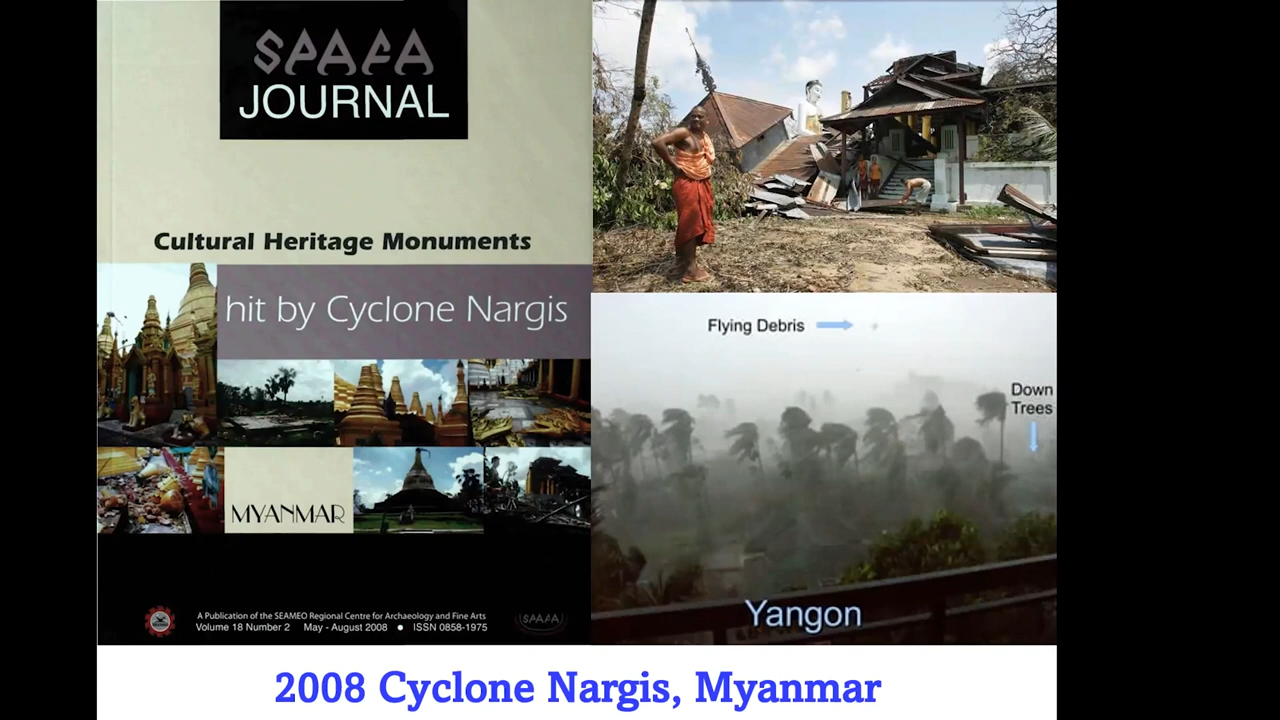 SPAFA
JOURNAL
Cultural Heritage Monuments
hit by Cyclone Nargis
MYANMAR
A Publication of the SEAMEO Regional Centre for Archaeology and Fine Arts
Volume 18 Number 2 May - August 2008 ● ISSN 0858-1975
SPAFA
Flying Debris
Down
Trees
Yangon
2008 Cyclone Nargis, Myanmar